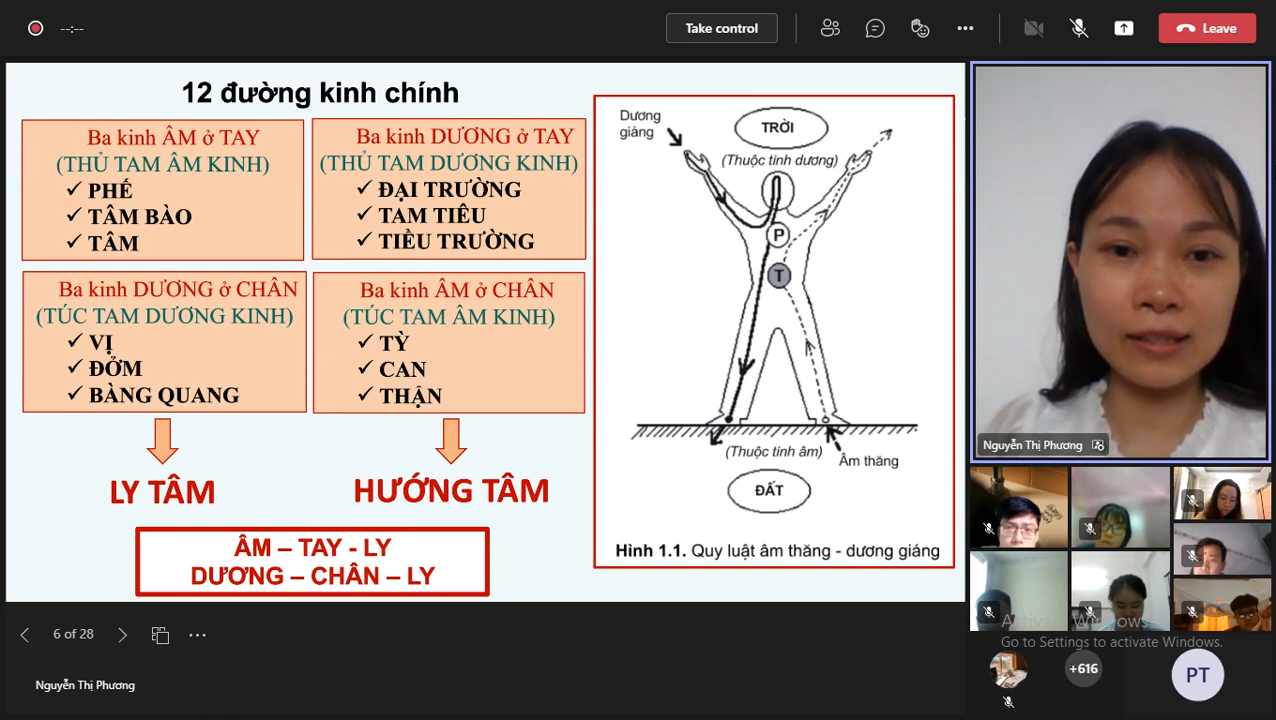 --:--
Take control
Leave
12 đường kinh chính
Ba kinh ÂM ở TAY
(THỦ TAM ÂM KINH)
✓ PHẾ
✓ TÂM BÀO
✓ TÂM
Ba kinh DƯƠNG ở TAY
(THỦ TAM DƯƠNG KINH)
✓ ĐẠI TRƯỜNG
✓ TAM TIÊU
✓ TIỀU TRƯỜNG
Ba kinh DƯƠNG ở CHÂN
(TÚC TAM DƯƠNG KINH)
✓ VỊ
✓ ĐỞM
✓ BÀNG QUANG
Ba kinh ÂM ở CHÂN
(TÚC TAM ÂM KINH)
✓ TỲ
✓ CAN
✓ THẬN
LY TÂM
HƯỚNG TÂM
ÂM – TAY - LY
DƯƠNG – CHÂN – LY
Dương
giáng
TRỜI
(Thuộc tính dương)
P
T
(Thuộc tính âm)
Âm thăng
ĐẤT
Hình 1.1. Quy luật âm thăng - dương giáng
Nguyễn Thị Phương
Activate Windows
Go to Settings to activate Windows.
+616
PT
6 of 28
Nguyễn Thị Phương